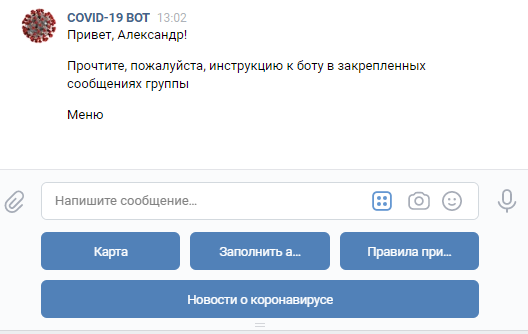 COVID-19 BOT 13:02
Привет, Александр!
Прочтите, пожалуйста, инструкцию к боту в закрепленных
сообщениях группы
Меню
Напишите сообщение...
Карта
Заполнить а...
Правила при...
Новости о коронавирусе